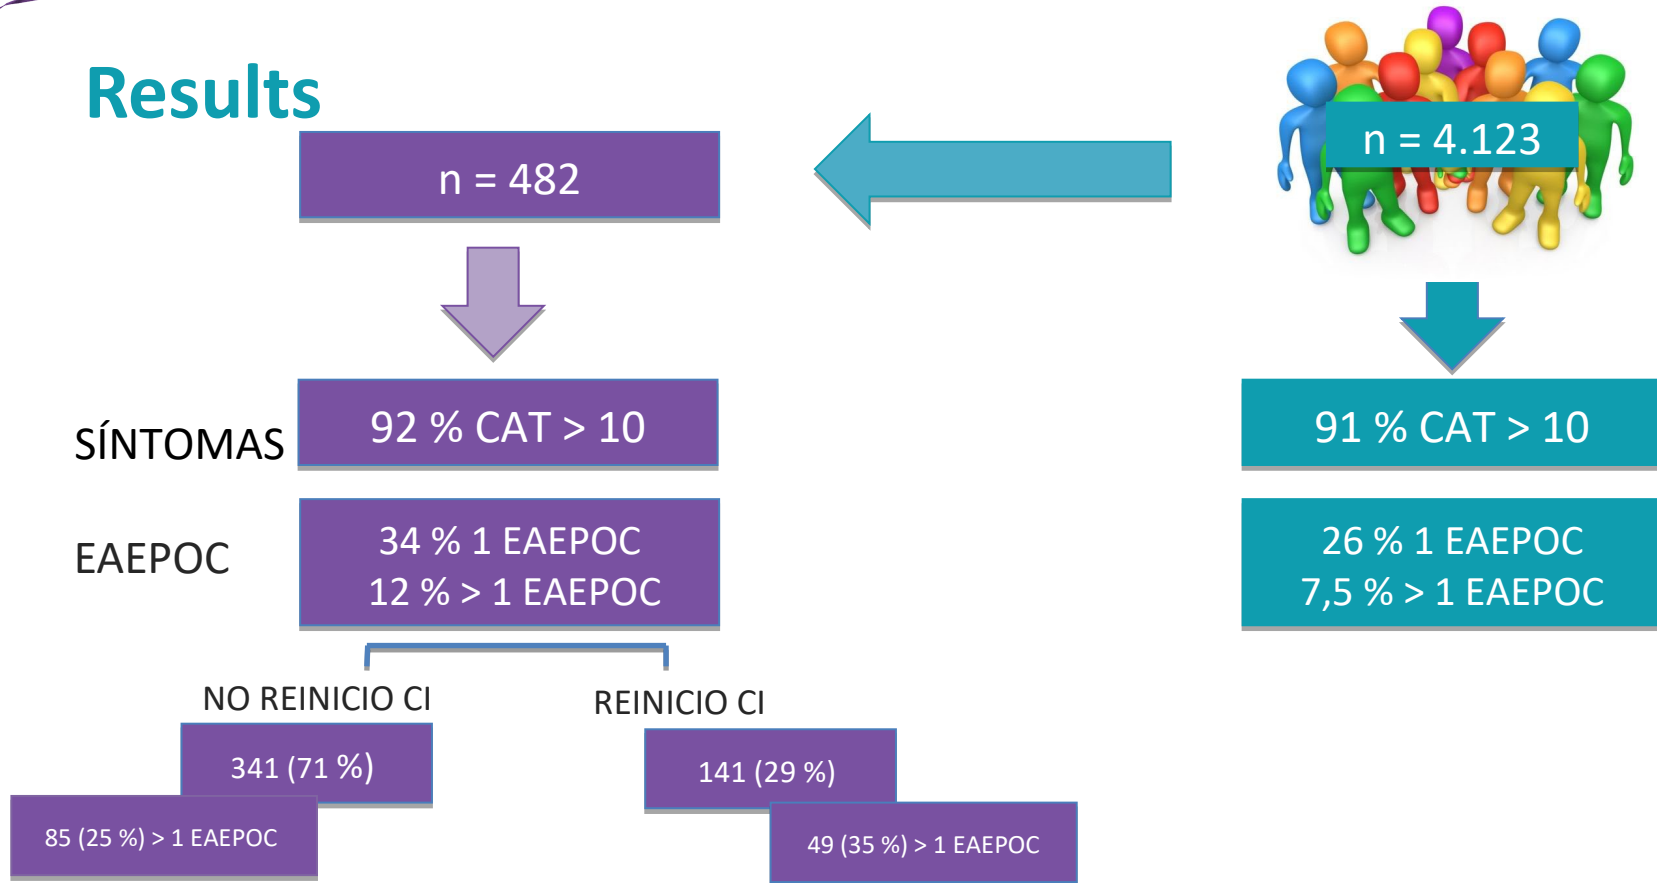 Results
n = 482
n = 4.123
SÍNTOMAS
92 % CAT > 10
91 % CAT > 10
EAEPOC
34 % 1 EAEPOC
12 % > 1 EAEPOC
26 % 1 EAEPOC
7,5 % > 1 EAEPOC
NO REINICIO CI
REINICIO CI
341 (71 %)
141 (29 %)
85 (25 %) > 1 EAEPOC
49 (35 %) > 1 EAEPOC